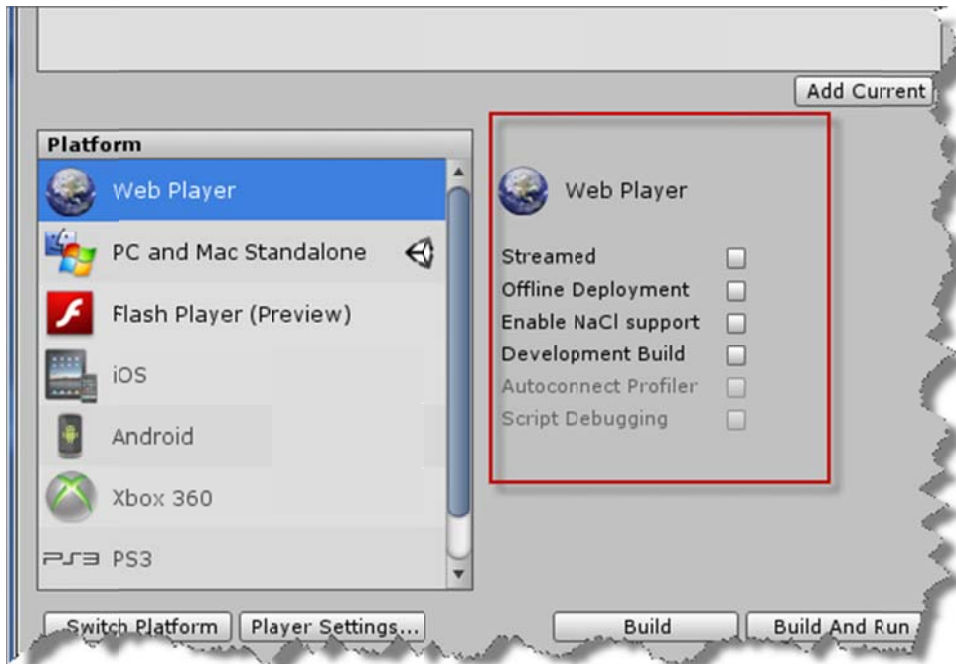 Add Current
Platform
Web Player
PC and Mac Standalone
Flash Player (Preview)
iOS
Android
Xbox 360
PS3 PS3
Web Player
Streamed
Offline Deployment
Enable NaCl support
Development Build
Autoconnect Profiler
Script Debugging
Switch Platform
Player Settings...
Build
Build And Run